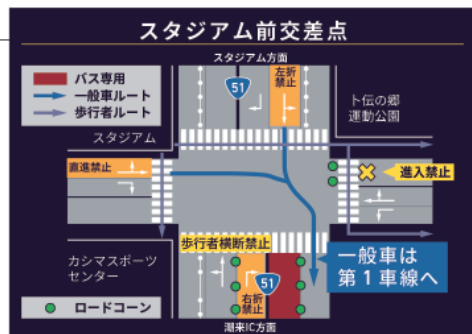 スタジアム前交差点
スタジアム方面
バス専用
一般車ルート
歩行者ルート
51
左折
禁止
卜伝の郷
運動公園
スタジアム
直進禁止
進入禁止
歩行者横断禁止
カシマスポーツ
センター
一般車は
第1車線へ
51
右折
禁止
ロードコーン
潮来IC方面